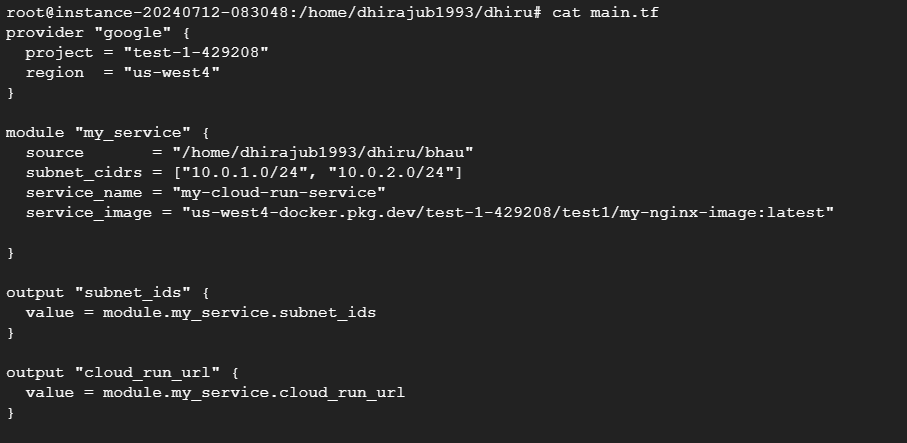 root@instance-20240712-083048:/home/dhirajub1993/dhiru# cat main.tf
provider "google" {
  project = "test-1-429208"
  region  = "us-west4"
}

module "my_service" {
  source       = "/home/dhirajub1993/dhiru/bhau"
  subnet_cidrs = ["10.0.1.0/24", "10.0.2.0/24"]
  service_name = "my-cloud-run-service"
  service_image = "us-west4-docker.pkg.dev/test-1-429208/test1/my-nginx-image:latest"

}

output "subnet_ids" {
  value = module.my_service.subnet_ids
}

output "cloud_run_url" {
  value = module.my_service.cloud_run_url
}